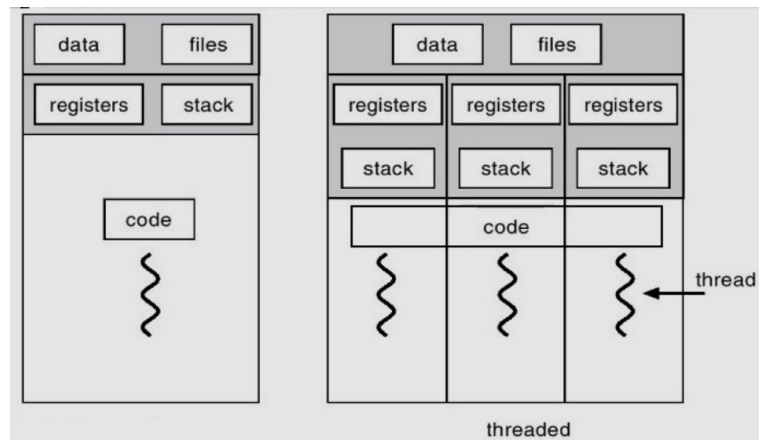 data files
registers stack
code
data files
registers registers registers
stack stack stack
code
thread
threaded